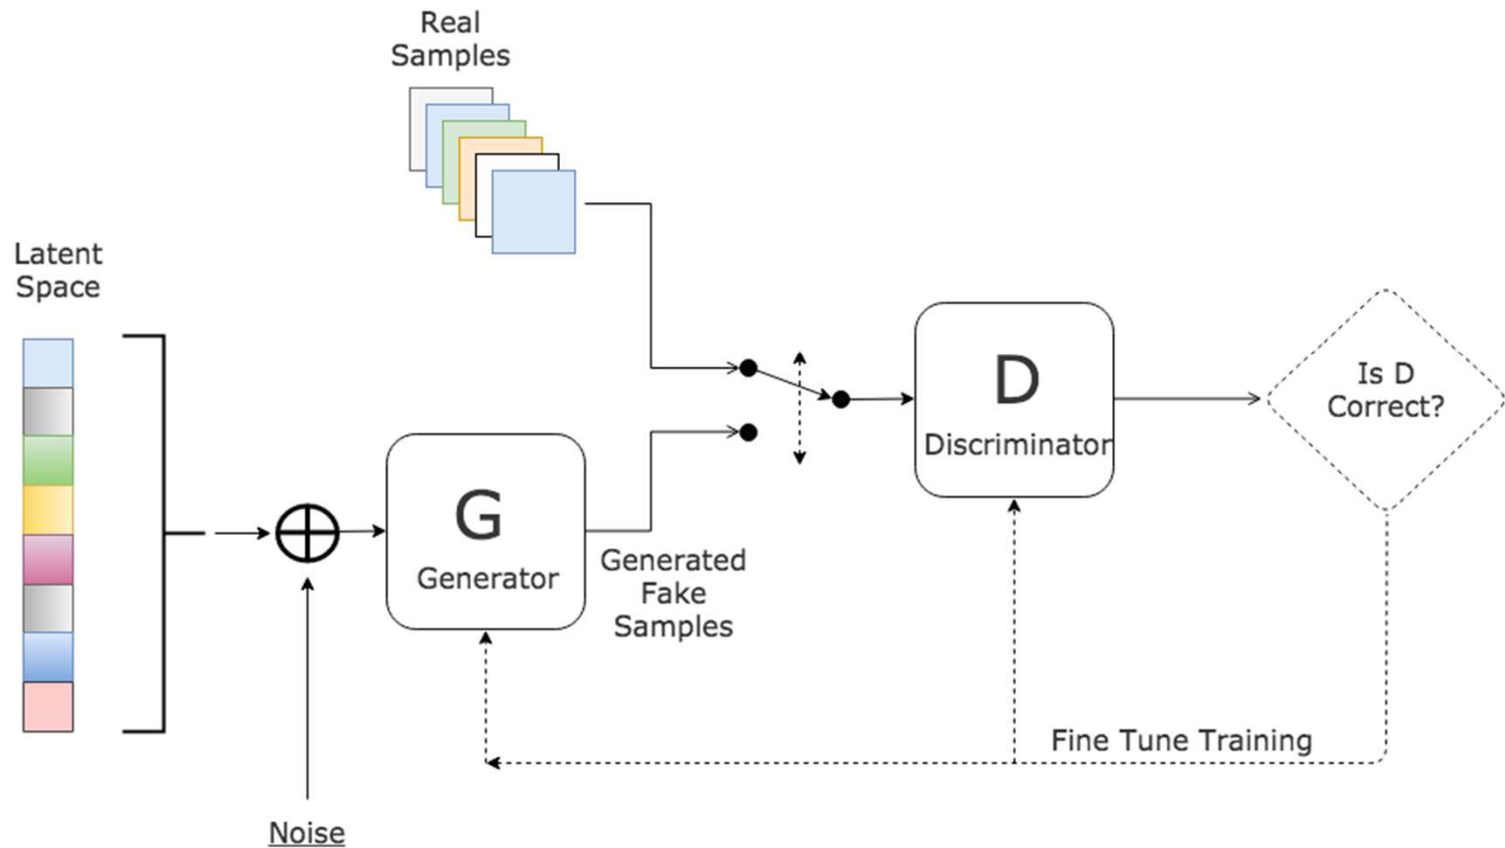 Real
Samples
Latent
Space
Is D
Correct?
D
Discriminator
G
Generator
Generated
Fake
Samples
Fine Tune Training
Noise